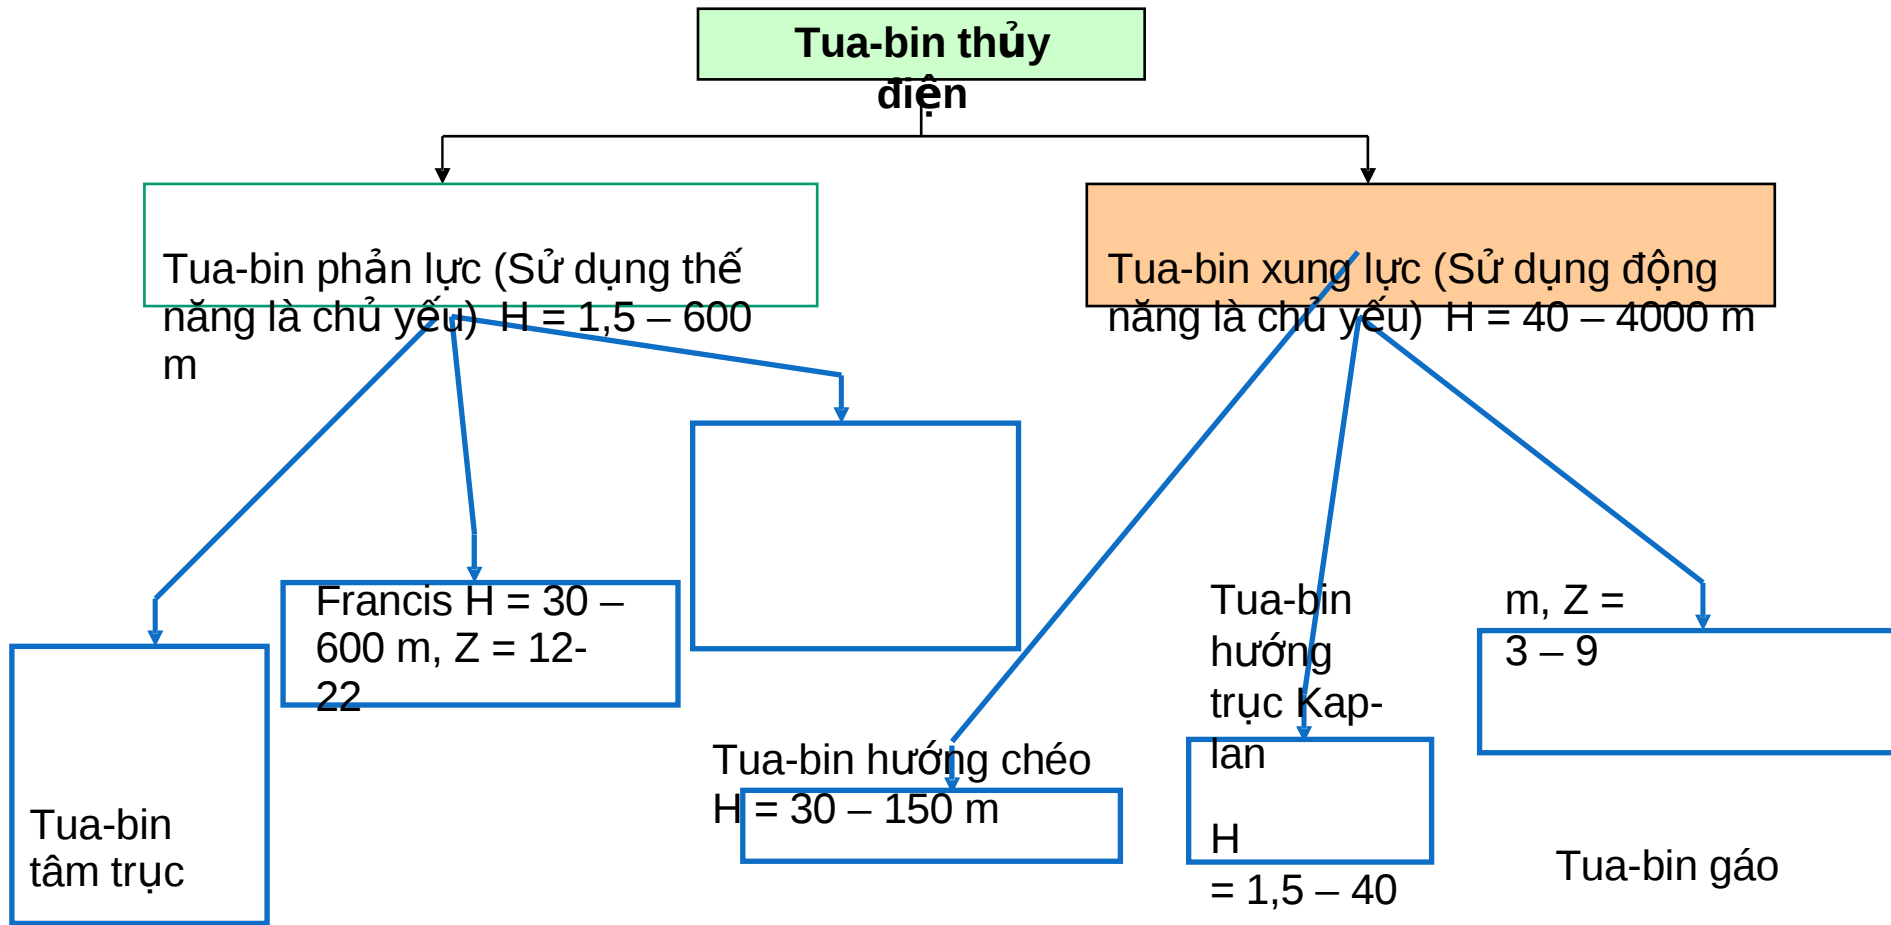 Tua-bin thủy
điện
Tua-bin phản lực (Sử dụng thế
năng là chủ yếu) H = 1,5 – 600
m
Tua-bin xung lực (Sử dụng động
năng là chủ yếu) H = 40 – 4000 m
Francis H = 30 –
600 m, Z = 12-
22
Tua-bin
tâm trục
Tua-bin hướng chéo
H = 30 – 150 m
Tua-bin
hướng
trục Kap-
lan
H
= 1,5 – 40
m, Z =
3 – 9
Tua-bin gáo